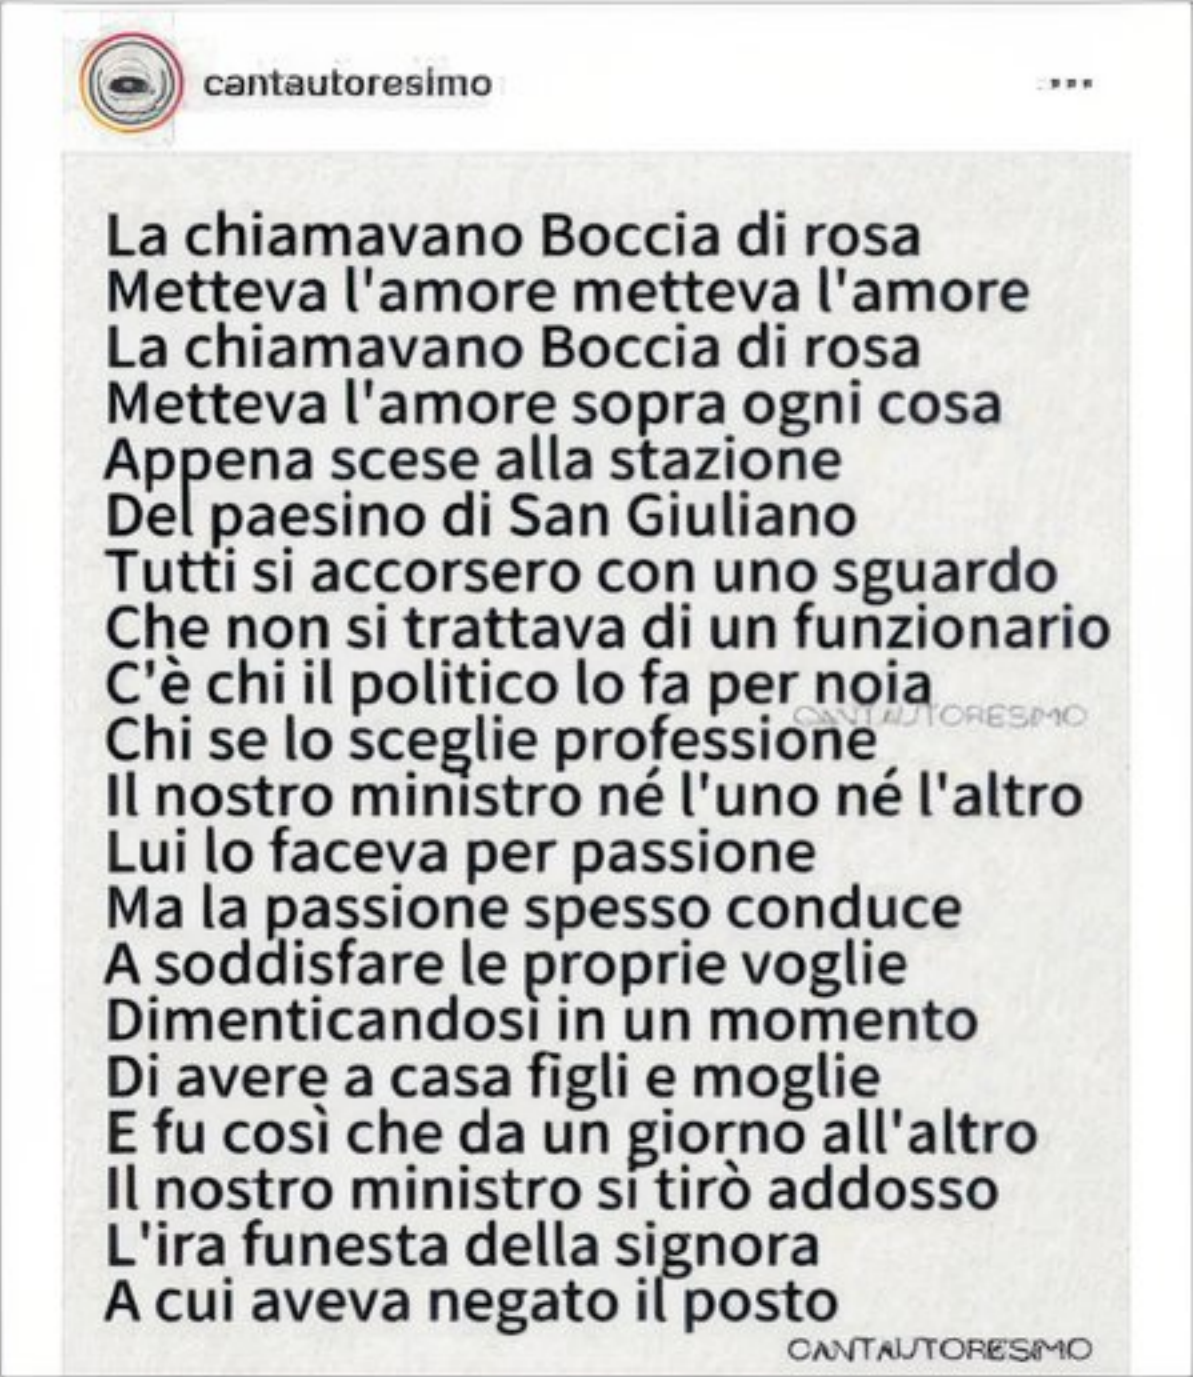 cantautoresimo
La chiamavano Boccia di rosa
Metteva l'amore metteva l'amore
La chiamavano Boccia di rosa
Metteva l'amore sopra ogni cosa
Appena scese alla stazione
Del paesino di San Giuliano
Tutti si accorsero con uno sguardo
Che non si trattava di un funzionario
C'è chi il politico lo fa per noia
CANTAUTORESIMO
Chi se lo sceglie professione
Il nostro ministro né l'uno né l'altro
Lui lo faceva per passione
Ma la passione spesso conduce
A soddisfare le proprie voglie
Dimenticandosi in un momento
Di avere a casa figli e moglie
E fu così che da un giorno all'altro
Il nostro ministro si tirò addosso
L'ira funesta della signora
A cui aveva negato il posto
CANTAUTORESIMO